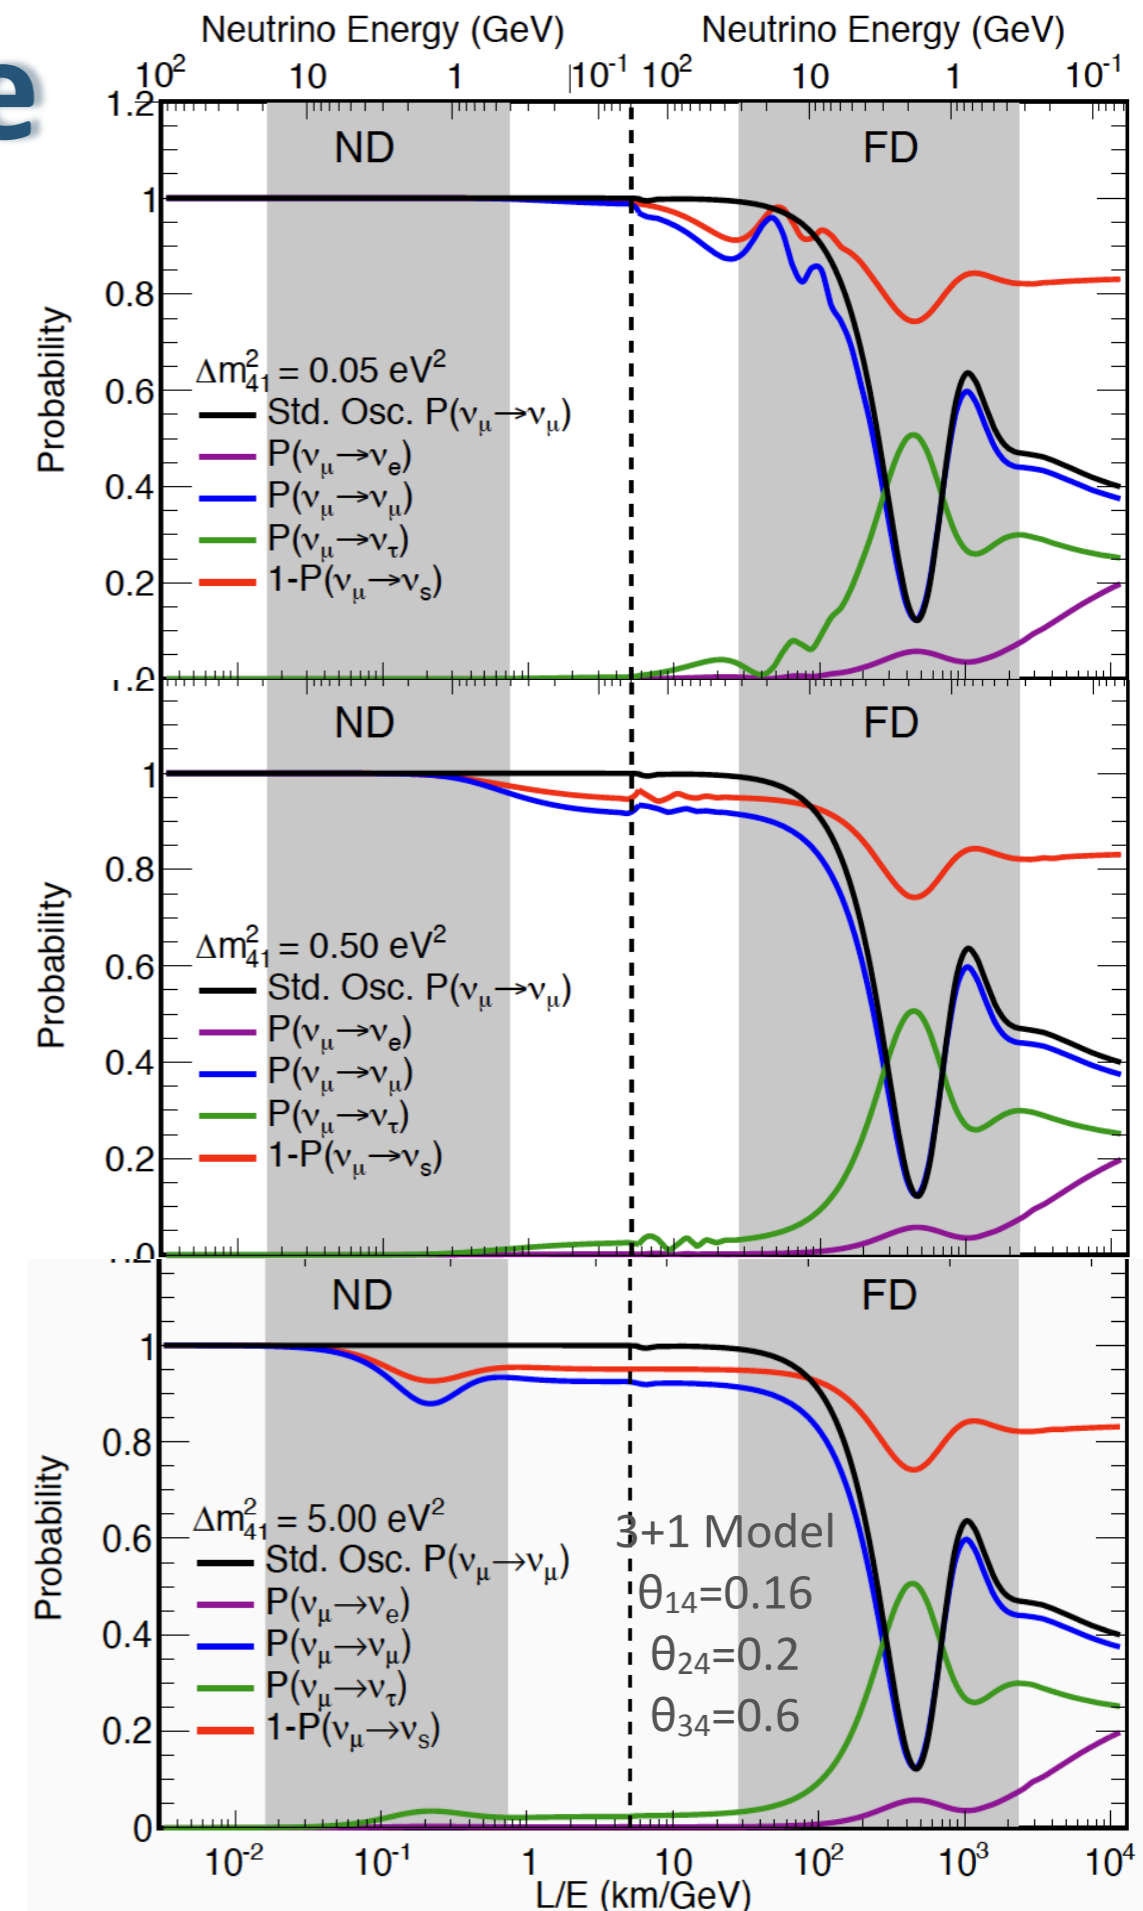 e
Neutrino Energy (GeV) Neutrino Energy (GeV)
10² 10 1 10⁻¹ 10² 10 1 10⁻¹
1.2
ND FD
1
0.8
0.6
0.4
0.2
0
Probability
Δm²₄₁ = 0.05 eV²
Std. Osc. P(νμ→νμ)
P(νμ→νe)
P(νμ→νμ)
P(νμ→ντ)
1-P(νμ→νs)
1.2
ND FD
1
0.8
0.6
0.4
0.2
0
Probability
Δm²₄₁ = 0.50 eV²
Std. Osc. P(νμ→νμ)
P(νμ→νe)
P(νμ→νμ)
P(νμ→ντ)
1-P(νμ→νs)
ND FD
1
0.8
0.6
0.4
0.2
0
Probability
Δm²₄₁ = 5.00 eV²
Std. Osc. P(νμ→νμ)
P(νμ→νe)
P(νμ→νμ)
P(νμ→ντ)
1-P(νμ→νs)
3+1 Model
θ₁₄=0.16
θ₂₄=0.2
θ₃₄=0.6
10⁻² 10⁻¹ 1 10 10² 10³ 10⁴
L/E (km/GeV)